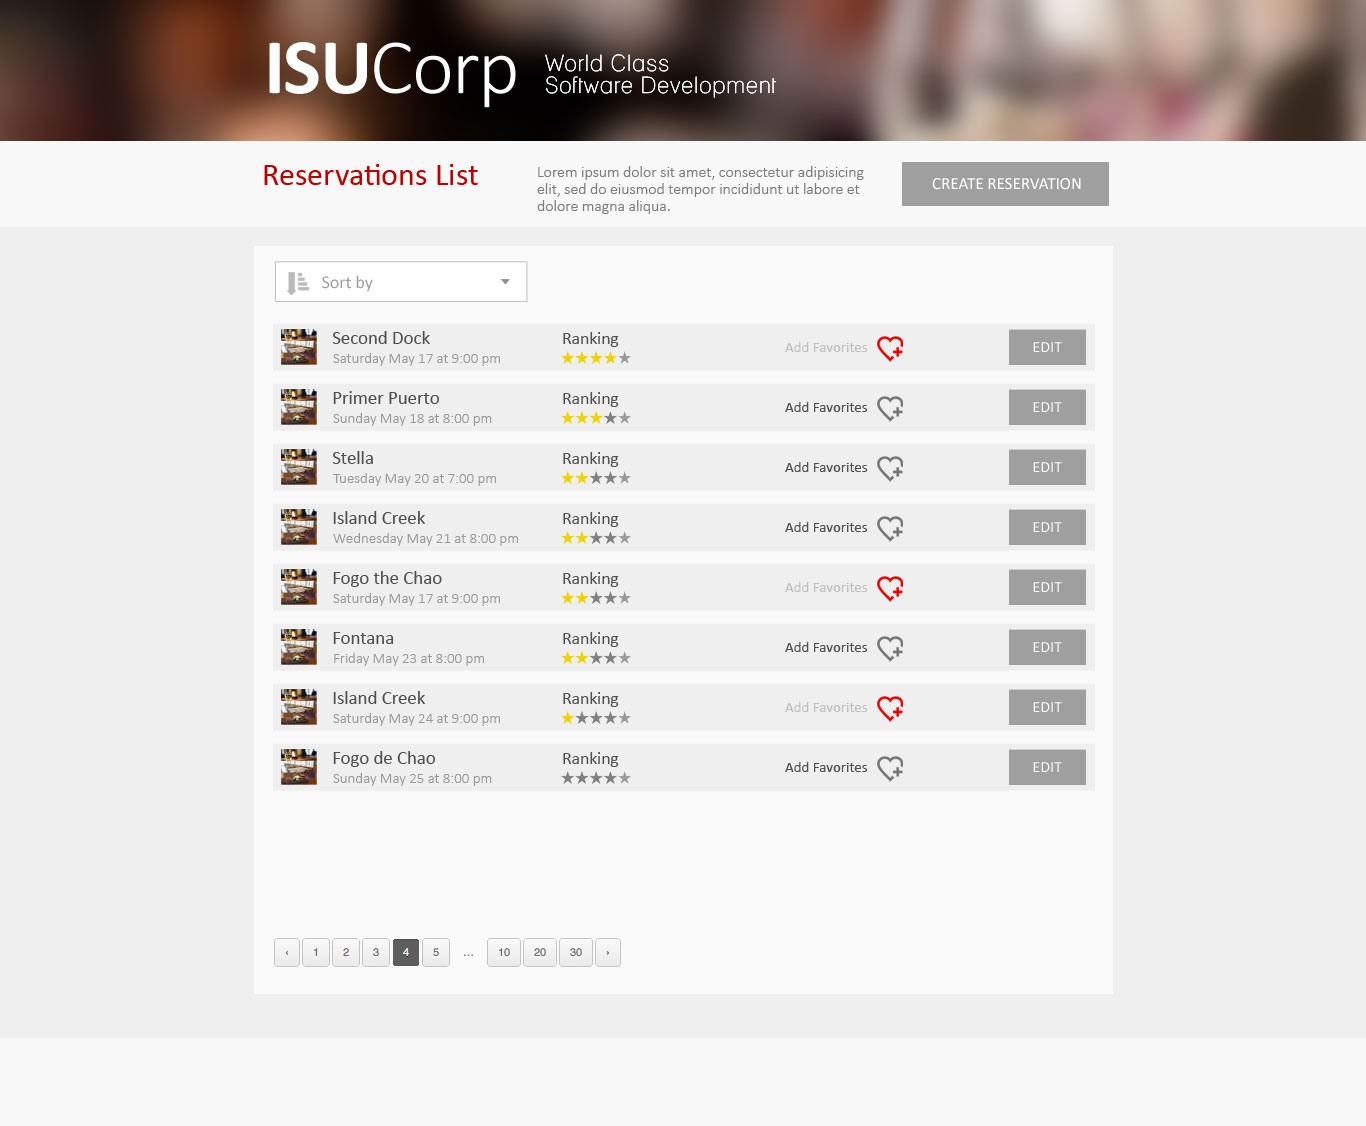 ISUCorp
World Class
Software Development
Reservations List
Lorem ipsum dolor sit amet, consectetur adipisicing
elit, sed do eiusmod tempor incididunt ut labore et
dolore magna aliqua.
CREATE RESERVATION
Sort by
Second Dock
Saturday May 17 at 9:00 pm
Ranking
Add Favorites
EDIT
Primer Puerto
Sunday May 18 at 8:00 pm
Ranking
Add Favorites
EDIT
Stella
Tuesday May 20 at 7:00 pm
Ranking
Add Favorites
EDIT
Island Creek
Wednesday May 21 at 8:00 pm
Ranking
Add Favorites
EDIT
Fogo the Chao
Saturday May 17 at 9:00 pm
Ranking
Add Favorites
EDIT
Fontana
Friday May 23 at 8:00 pm
Ranking
Add Favorites
EDIT
Island Creek
Saturday May 24 at 9:00 pm
Ranking
Add Favorites
EDIT
Fogo de Chao
Sunday May 25 at 8:00 pm
Ranking
Add Favorites
EDIT
‹ 1 2 3 4 5 ... 10 20 30 ›